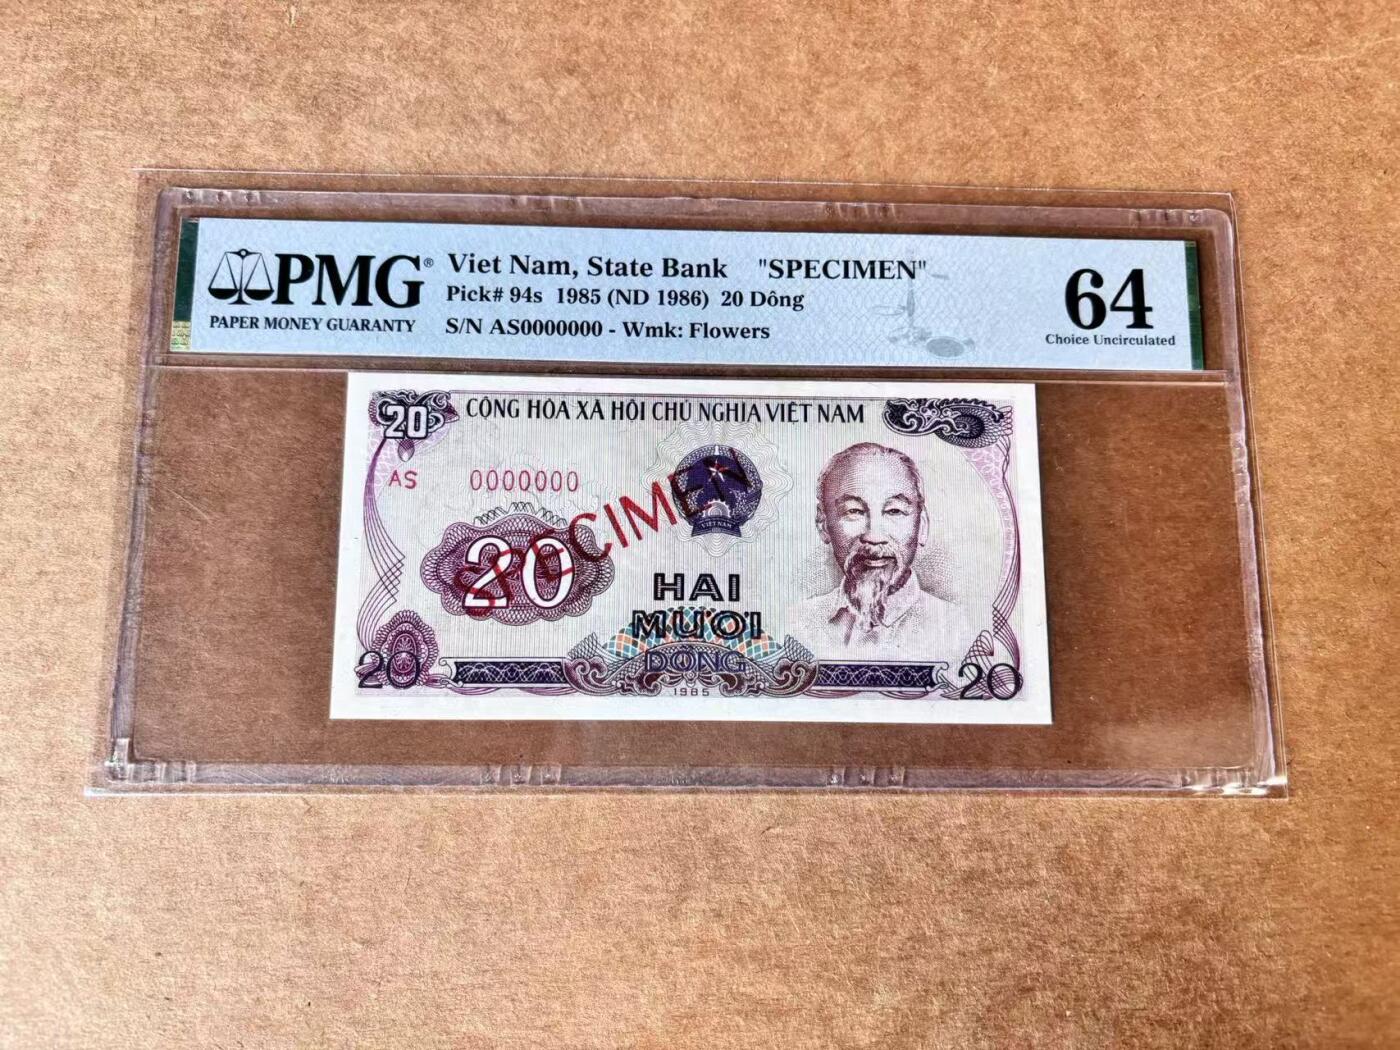 PMG®
PAPER MONEY GUARANTY
Viet Nam, State Bank "SPECIMEN"
Pick# 94s 1985 (ND 1986) 20 Dông
S/N AS0000000 - Wmk: Flowers
64
Choice Uncirculated
20
CỘNG HÒA XÃ HỘI CHỦ NGHĨA VIỆT NAM
AS 0000000
SPECIMEN
VIỆT NAM
20
HAI
MƯƠI
ĐỒNG
1985
20
20